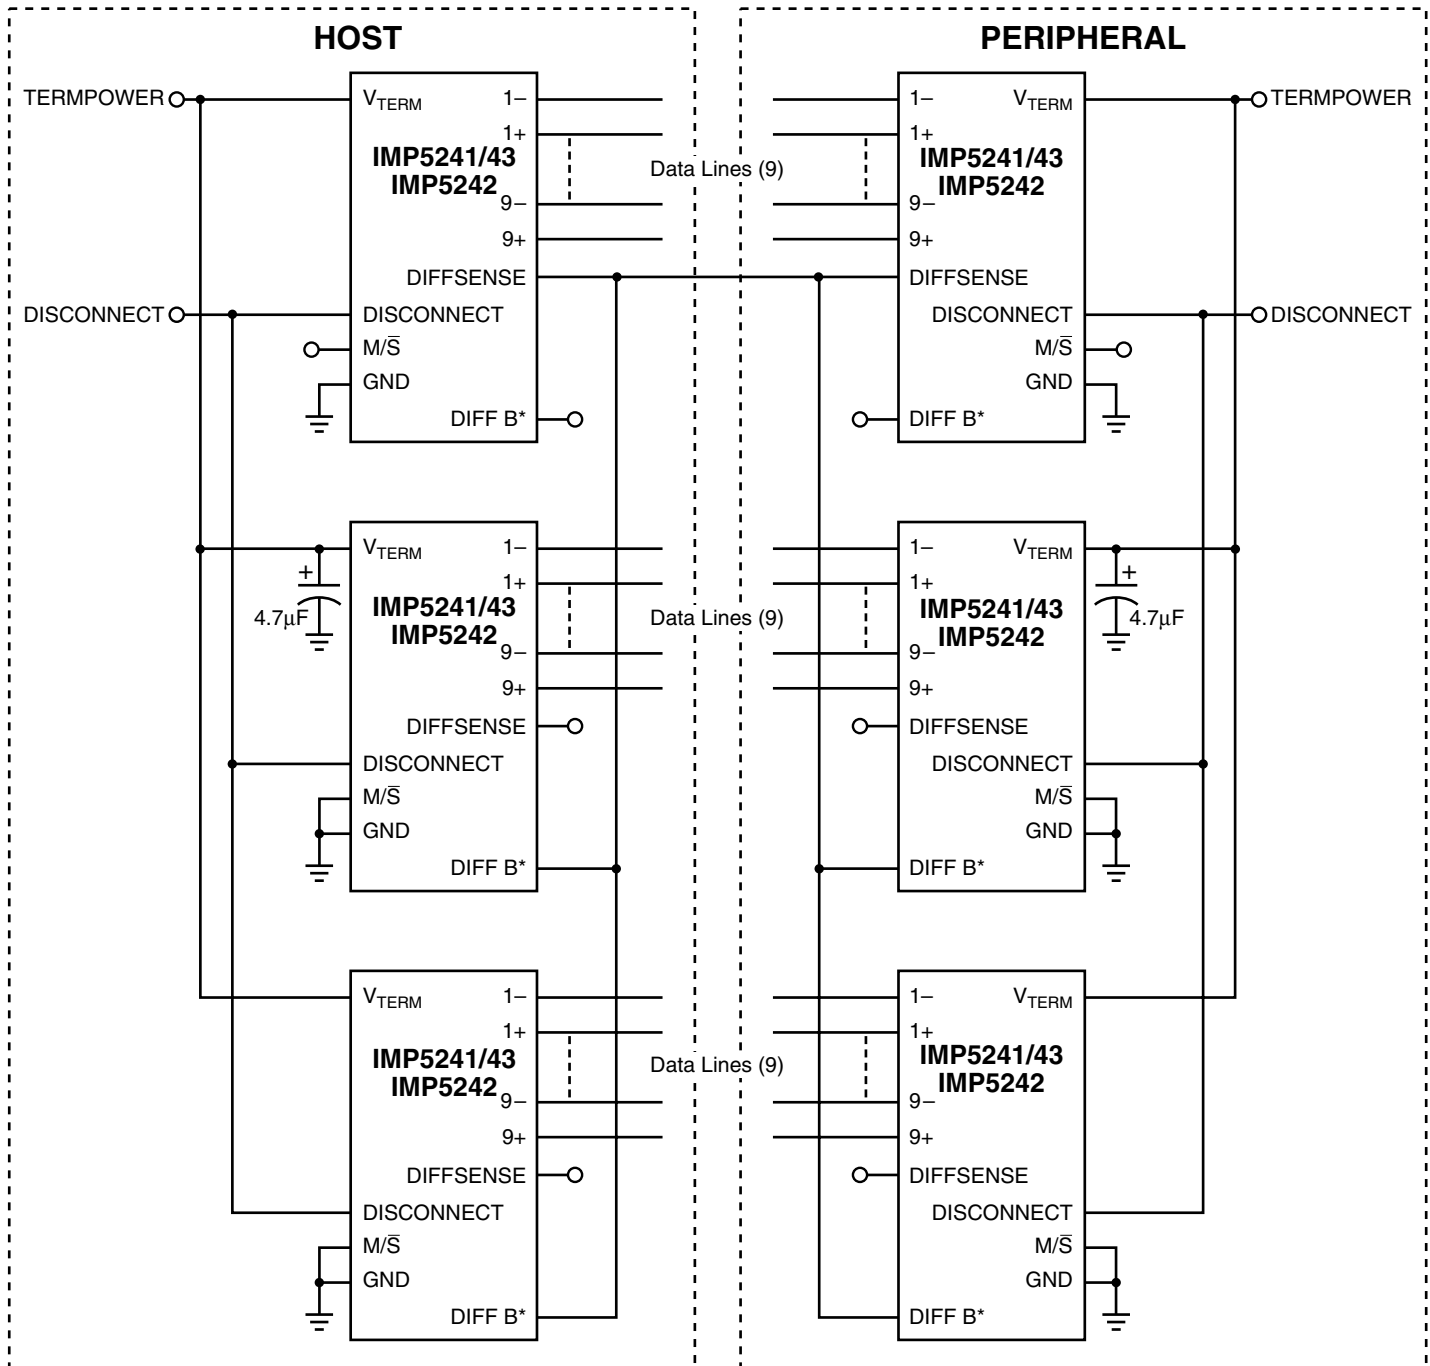 HOST PERIPHERAL
TERMPOWER VTERM 1– 1– VTERM TERMPOWER
1+ 1+
IMP5241/43 IMP5241/43
Data Lines (9)
IMP5242 IMP5242
9– 9–
9+ 9+
DIFFSENSE DIFFSENSE
DISCONNECT DISCONNECT DISCONNECT DISCONNECT
M/S̅ M/S̅
GND GND
DIFF B* DIFF B*
VTERM 1– 1– VTERM
+ 1+ 1+ +
IMP5241/43 IMP5241/43
4.7µF Data Lines (9) 4.7µF
IMP5242 IMP5242
9– 9–
9+ 9+
DIFFSENSE DIFFSENSE
DISCONNECT DISCONNECT
M/S̅ M/S̅
GND GND
DIFF B* DIFF B*
VTERM 1– 1– VTERM
1+ 1+
IMP5241/43 IMP5241/43
Data Lines (9)
IMP5242 IMP5242
9– 9–
9+ 9+
DIFFSENSE DIFFSENSE
DISCONNECT DISCONNECT
M/S̅ M/S̅
GND GND
DIFF B* DIFF B*